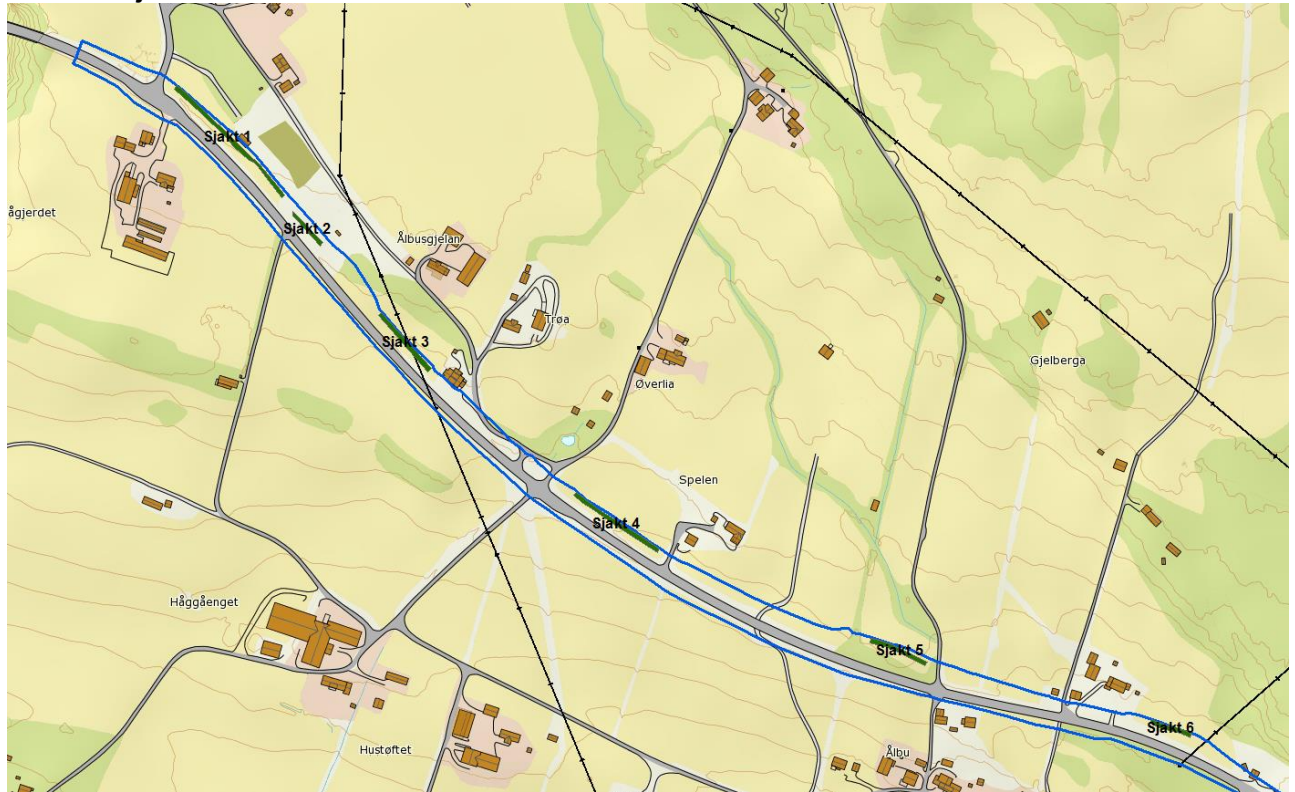 Sjakt 1
ågjerdet
Sjakt 2
Ålbusgjelan
Trøa
Sjakt 3
Gjelberga
Øverlia
Spelen
Sjakt 4
Håggåenget
Sjakt 5
Sjakt 6
Hustøftet
Ålbu